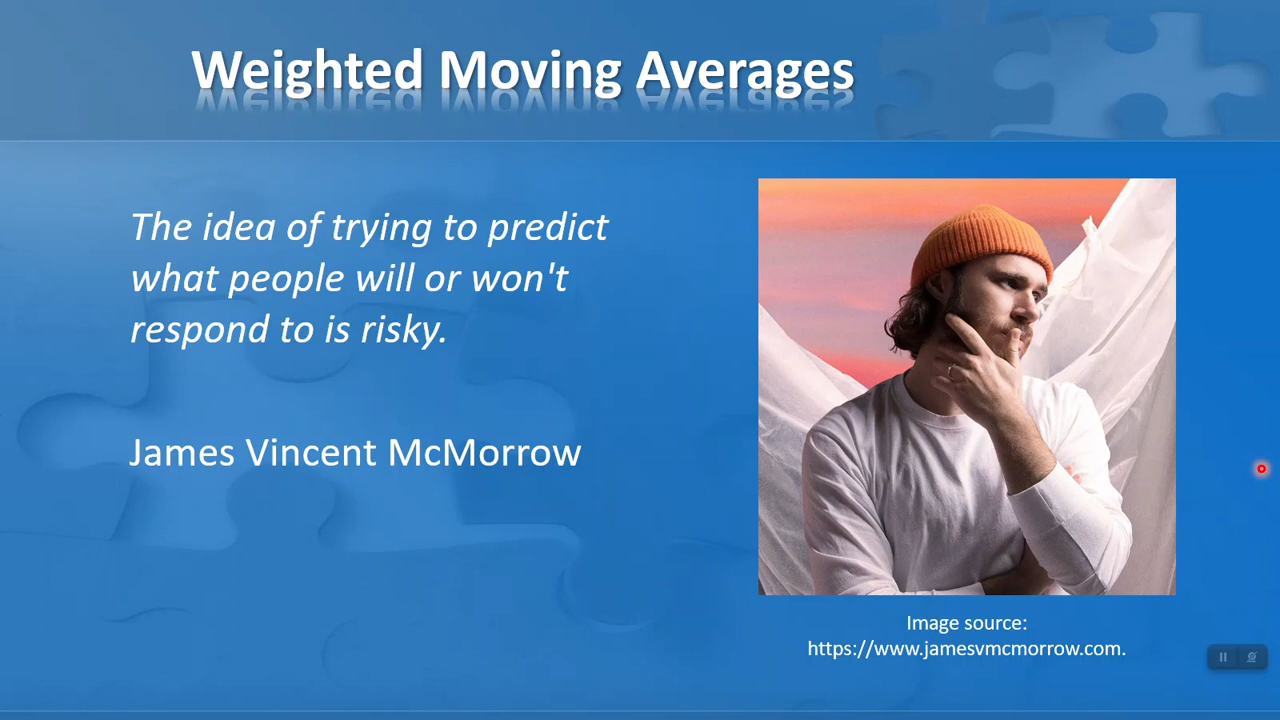 Weighted Moving Averages
The idea of trying to predict
what people will or won't
respond to is risky.
James Vincent McMorrow
Image source:
https://www.jamesvmcmorrow.com.